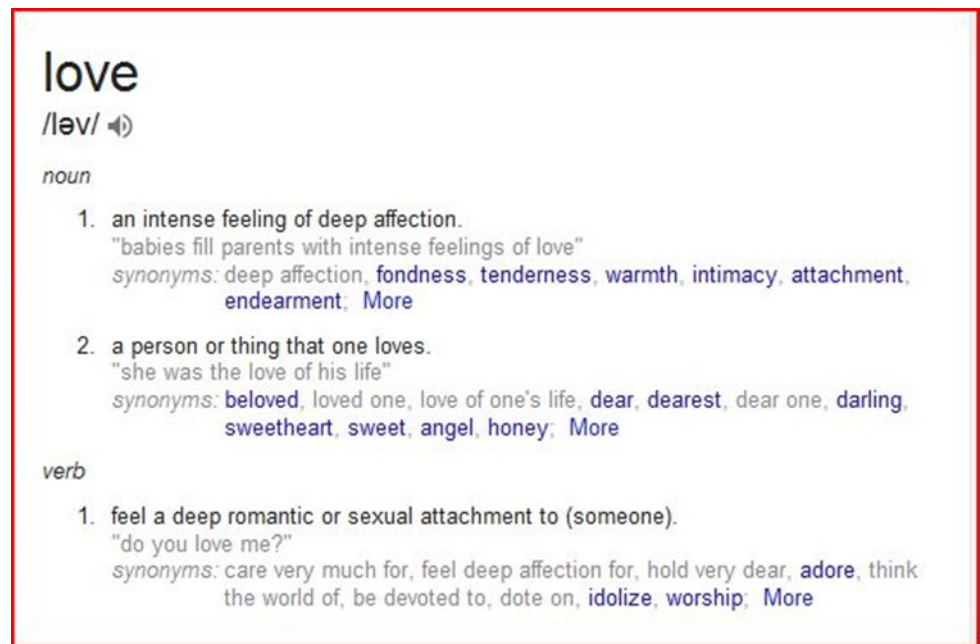 love
/ləv/
noun
1. an intense feeling of deep affection.
"babies fill parents with intense feelings of love"
synonyms: deep affection, fondness, tenderness, warmth, intimacy, attachment,
endearment; More
2. a person or thing that one loves.
"she was the love of his life"
synonyms: beloved, loved one, love of one's life, dear, dearest, dear one, darling,
sweetheart, sweet, angel, honey; More
verb
1. feel a deep romantic or sexual attachment to (someone).
"do you love me?"
synonyms: care very much for, feel deep affection for, hold very dear, adore, think
the world of, be devoted to, dote on, idolize, worship; More